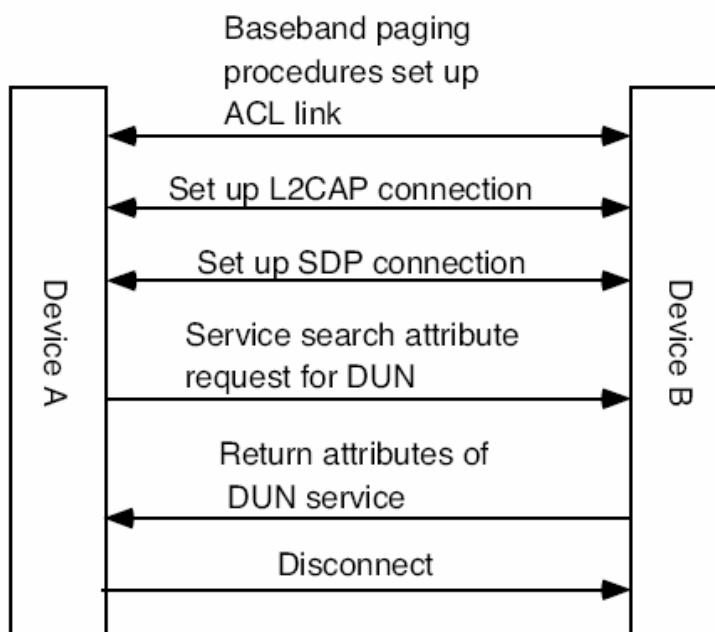 Baseband paging
procedures set up
ACL link
Set up L2CAP connection
Set up SDP connection
Device A
Device B
Service search attribute
request for DUN
Return attributes of
DUN service
Disconnect